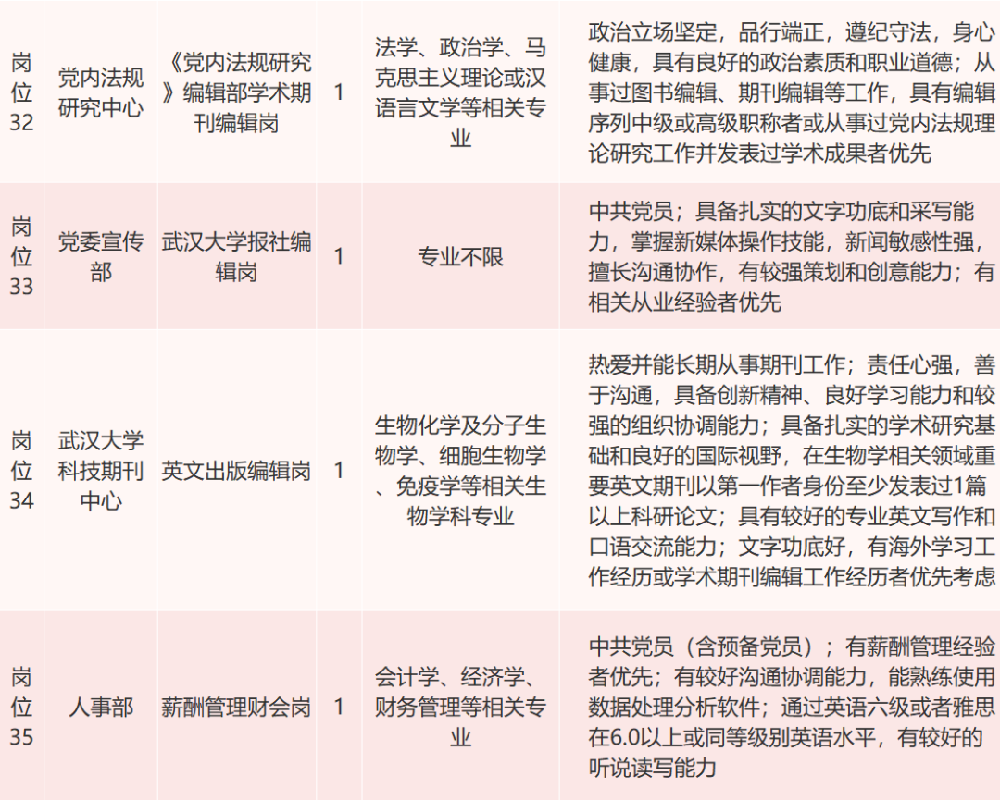 岗
位
32
党内法规
研究中心
《党内法规研究
》编辑部学术期
刊编辑岗
1
法学、政治学、马
克思主义理论或汉
语言文学等相关专
业
政治立场坚定，品行端正，遵纪守法，身心
健康，具有良好的政治素质和职业道德；从
事过图书编辑、期刊编辑等工作，具有编辑
序列中级或高级职称者或从事过党内法规理
论研究工作并发表过学术成果者优先
岗
位
33
党委宣传
部
武汉大学报社编
辑岗
1
专业不限
中共党员；具备扎实的文字功底和采写能
力，掌握新媒体操作技能，新闻敏感性强，
擅长沟通协作，有较强策划和创意能力；有
相关从业经验者优先
岗
位
34
武汉大学
科技期刊
中心
英文出版编辑岗
1
生物化学及分子生
物学、细胞生物学
、免疫学等相关生
物学科专业
热爱并能长期从事期刊工作；责任心强，善
于沟通，具备创新精神、良好学习能力和较
强的组织协调能力；具备扎实的学术研究基
础和良好的国际视野，在生物学相关领域重
要英文期刊以第一作者身份至少发表过1篇
以上科研论文；具有较好的专业英文写作和
口语交流能力；文字功底好，有海外学习工
作经历或学术期刊编辑工作经历者优先考虑
岗
位
35
人事部
薪酬管理财会岗
1
会计学、经济学、
财务管理等相关专
业
中共党员（含预备党员）；有薪酬管理经验
者优先；有较好沟通协调能力，能熟练使用
数据处理分析软件；通过英语六级或者雅思
在6.0以上或同等级别英语水平，有较好的
听说读写能力